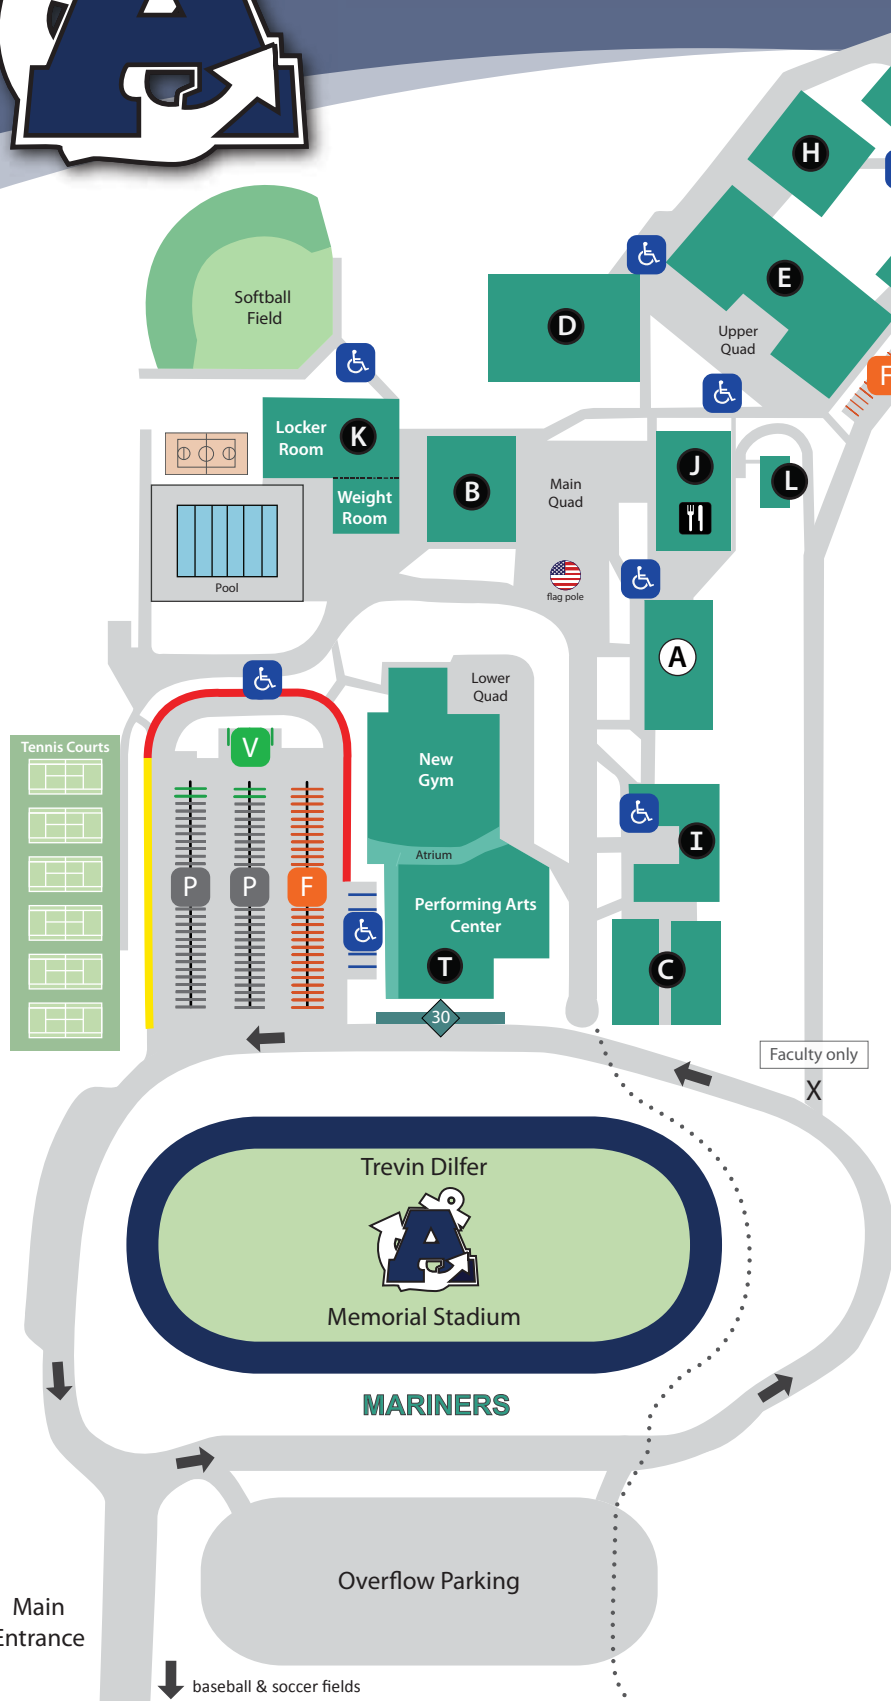 A
H
E
Softball
Field
D
Upper
Quad
F
Locker
Room
K
B
Main
Quad
J
L
Weight
Room
Pool
flag pole
A
Lower
Quad
Tennis Courts
V
New
Gym
I
Atrium
P
P
F
Performing Arts
Center
T
C
30
Faculty only
X
Trevin Dilfer
A
Memorial Stadium
MARINERS
Overflow Parking
Main
Entrance
baseball & soccer fields